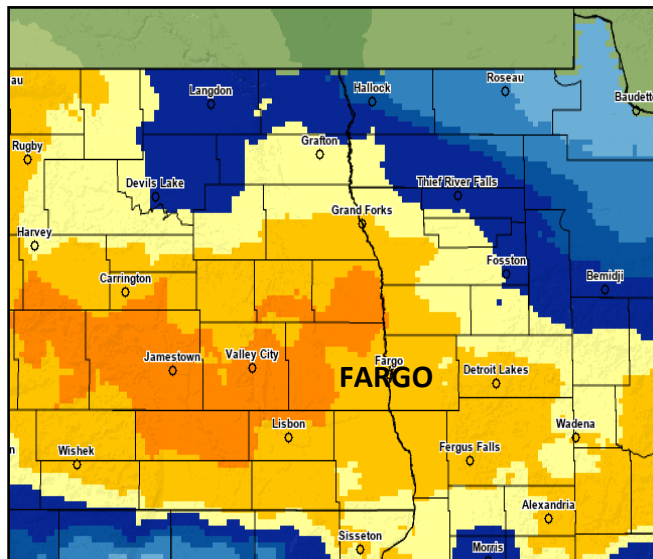 Roseau
Langdon
Hallock
au
Baudette
Rugby
Grafton
Devils Lake
Thief River Falls
Grand Forks
Harvey
Fosston
Carrington
Bemidji
Jamestown
Valley City
Fargo
FARGO
Detroit Lakes
Lisbon
Wadena
Wishek
n
Fergus Falls
Alexandria
Sisseton
Morris